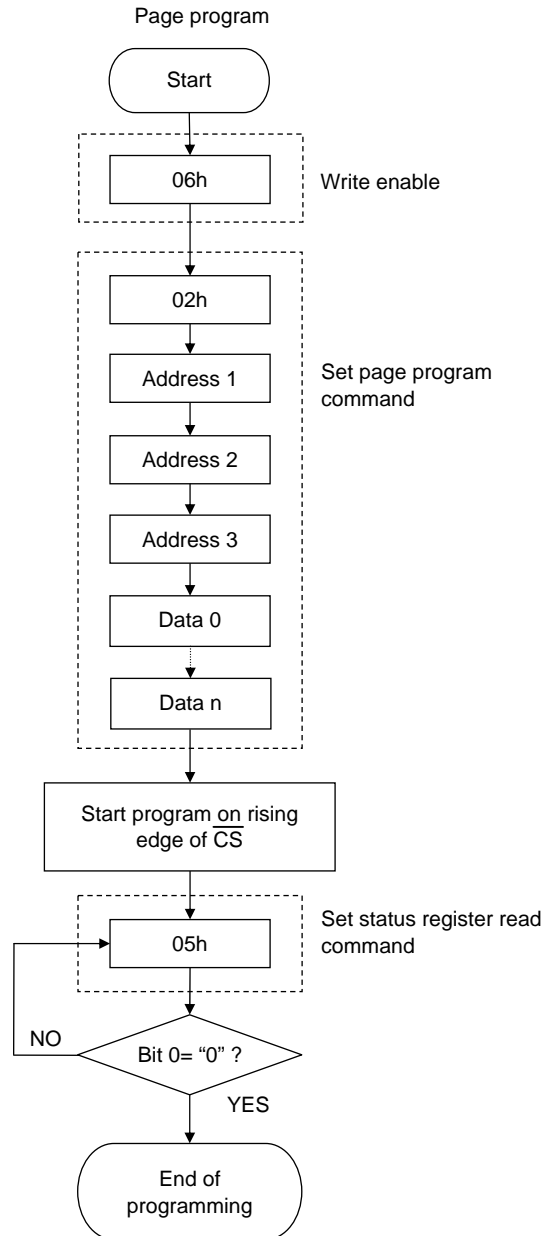 Page program
Start
06h
Write enable
02h
Address 1
Set page program
command
Address 2
Address 3
Data 0
Data n
Start program on rising
edge of C̅S̅
05h
Set status register read
command
NO
Bit 0= “0” ?
YES
End of
programming